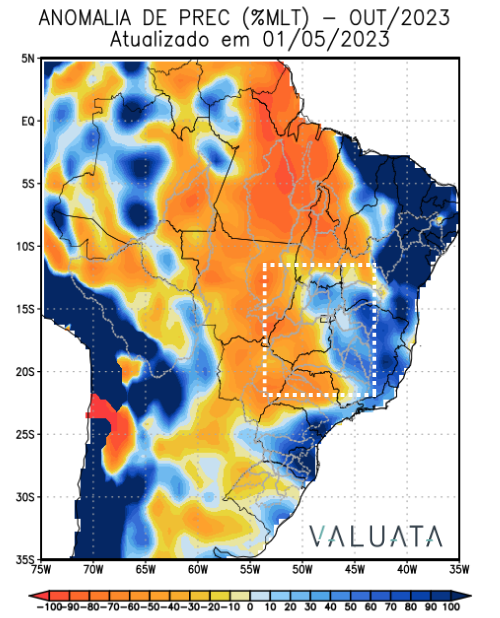 ANOMALIA DE PREC (%MLT) – OUT/2023
Atualizado em 01/05/2023
5N
EQ
5S
10S
15S
20S
25S
30S
35S
VALUATA
75W 70W 65W 60W 55W 50W 45W 40W 35W
-100 -90 -80 -70 -60 -50 -40 -30 -20 -10 0 10 20 30 40 50 60 70 80 90 100